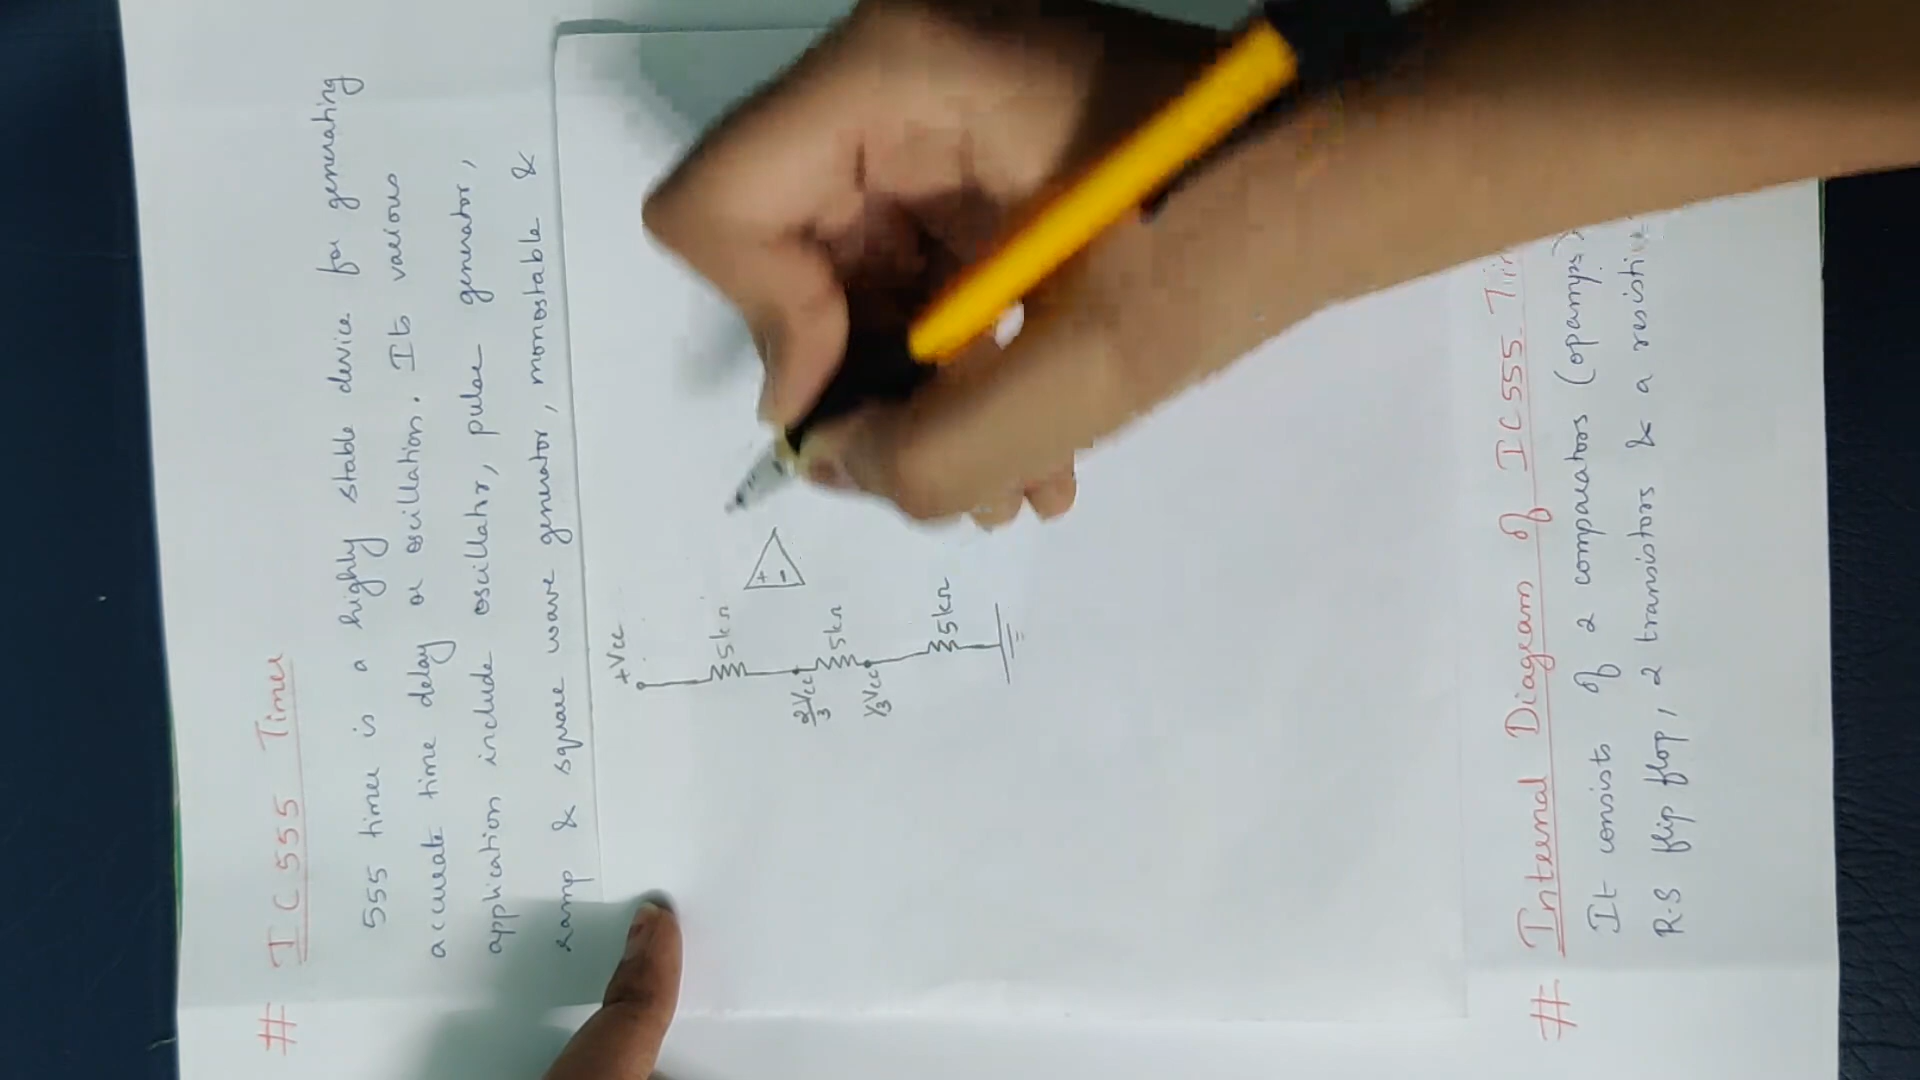 # IC555 Timer
555 timer is a highly stable device for generating
accurate time delay or oscillation. Its various
application include oscillator, pulse generator,
ramp & square wave generator, monostable &
+Vcc
5kΩ
+
-
2/3 Vcc
5kΩ
1/3 Vcc
5kΩ
# Internal Diagram of IC555
It consists of 2 comparators (opamps)
R-S flip flop, 2 transistors & a